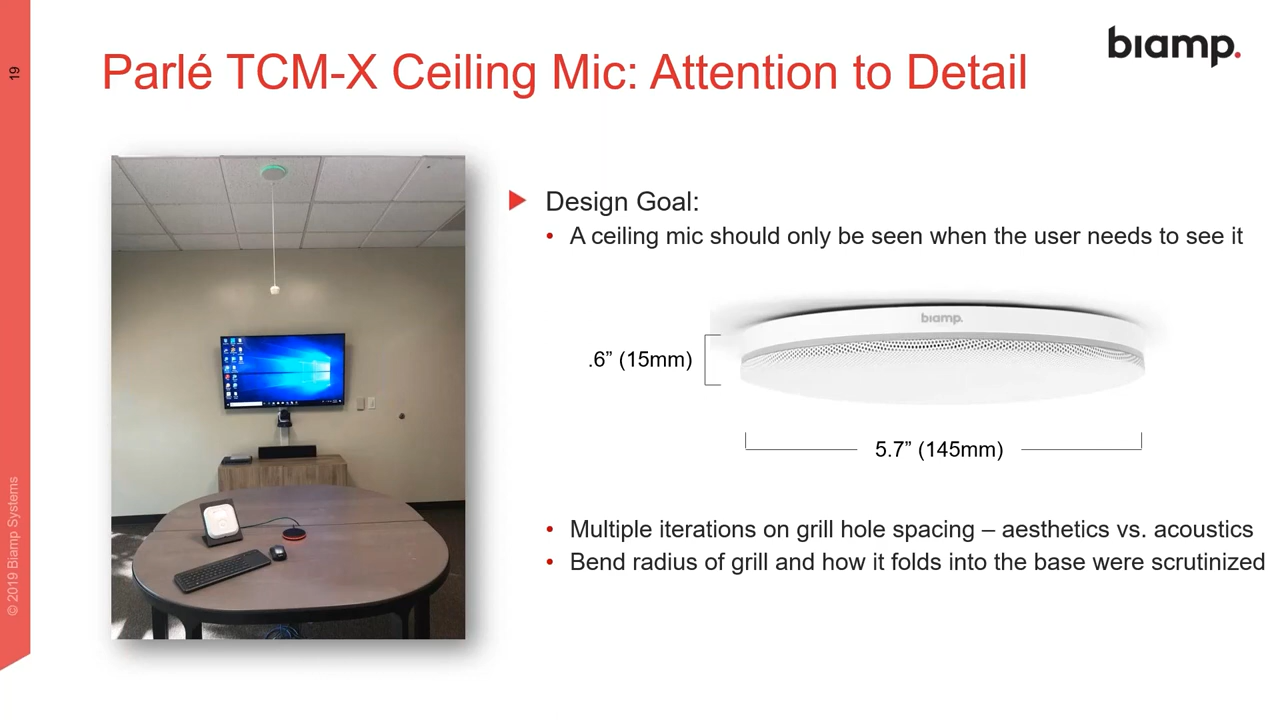 19
Parlé TCM-X Ceiling Mic: Attention to Detail
biamp.
Design Goal:
• A ceiling mic should only be seen when the user needs to see it
biamp.
.6” (15mm)
5.7” (145mm)
• Multiple iterations on grill hole spacing – aesthetics vs. acoustics
• Bend radius of grill and how it folds into the base were scrutinized
© 2019 Biamp Systems